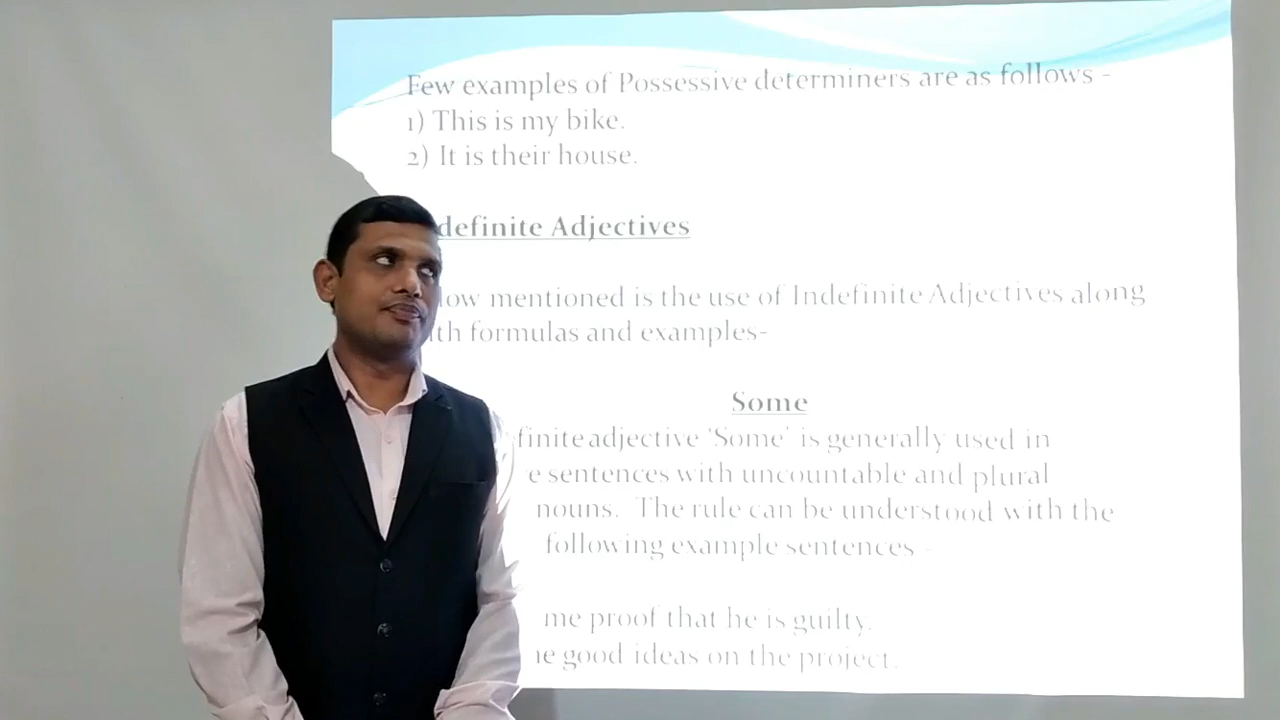 Few examples of Possessive determiners are as follows -
1) This is my bike.
2) It is their house.
definite Adjectives
low mentioned is the use of Indefinite Adjectives along
th formulas and examples-
Some
finite adjective ‘Some’ is generally used in
e sentences with uncountable and plural
nouns. The rule can be understood with the
following example sentences -
me proof that he is guilty.
ne good ideas on the project.